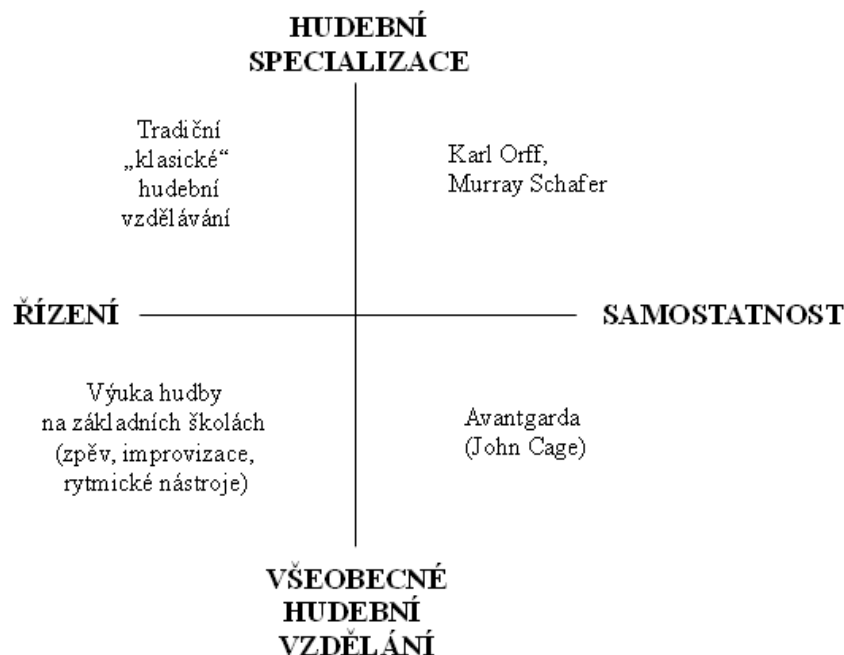 HUDEBNÍ
SPECIALIZACE
Tradiční
„klasické“
hudební
vzdělávání
Karl Orff,
Murray Schafer
ŘÍZENÍ
SAMOSTATNOST
Výuka hudby
na základních školách
(zpěv, improvizace,
rytmické nástroje)
Avantgarda
(John Cage)
VŠEOBECNÉ
HUDEBNÍ
VZDĚLÁNÍ